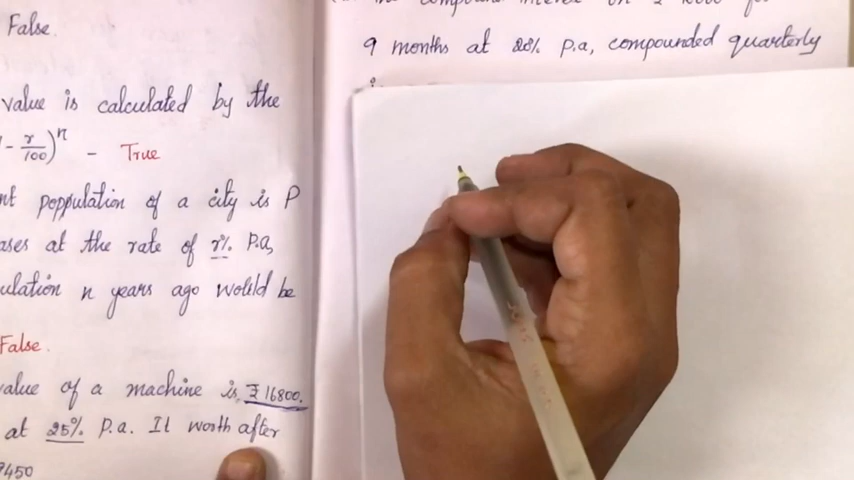 False.
value is calculated by the
- r/100)^n - True
nt poppulation of a city is P
ases at the rate of r% P.a,
ulation n years ago would be
False.
value of a machine is ₹16800.
at 25% P.a. It worth after
9450
9 months at 20% p.a, compounded quarterly